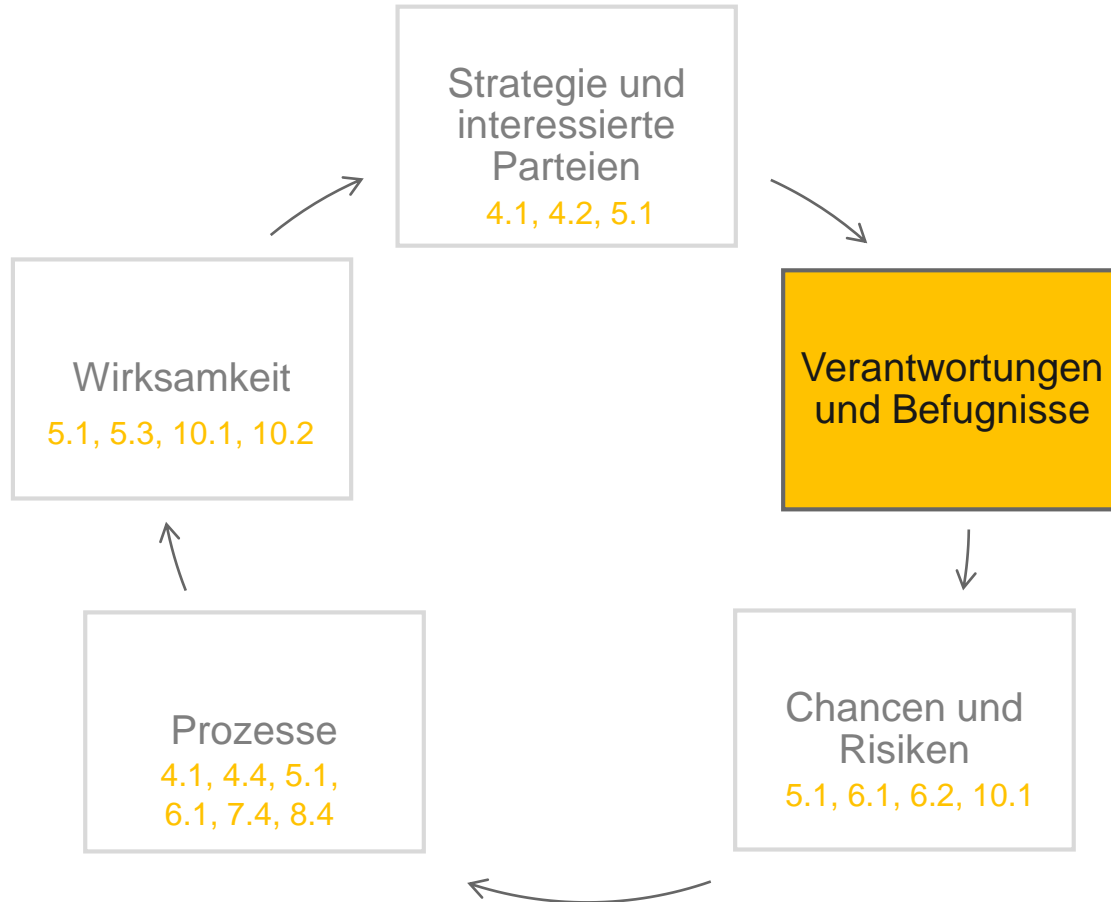 Strategie und
interessierte
Parteien
4.1, 4.2, 5.1
Verantwortungen
und Befugnisse
Chancen und
Risiken
5.1, 6.1, 6.2, 10.1
Prozesse
4.1, 4.4, 5.1,
6.1, 7.4, 8.4
Wirksamkeit
5.1, 5.3, 10.1, 10.2